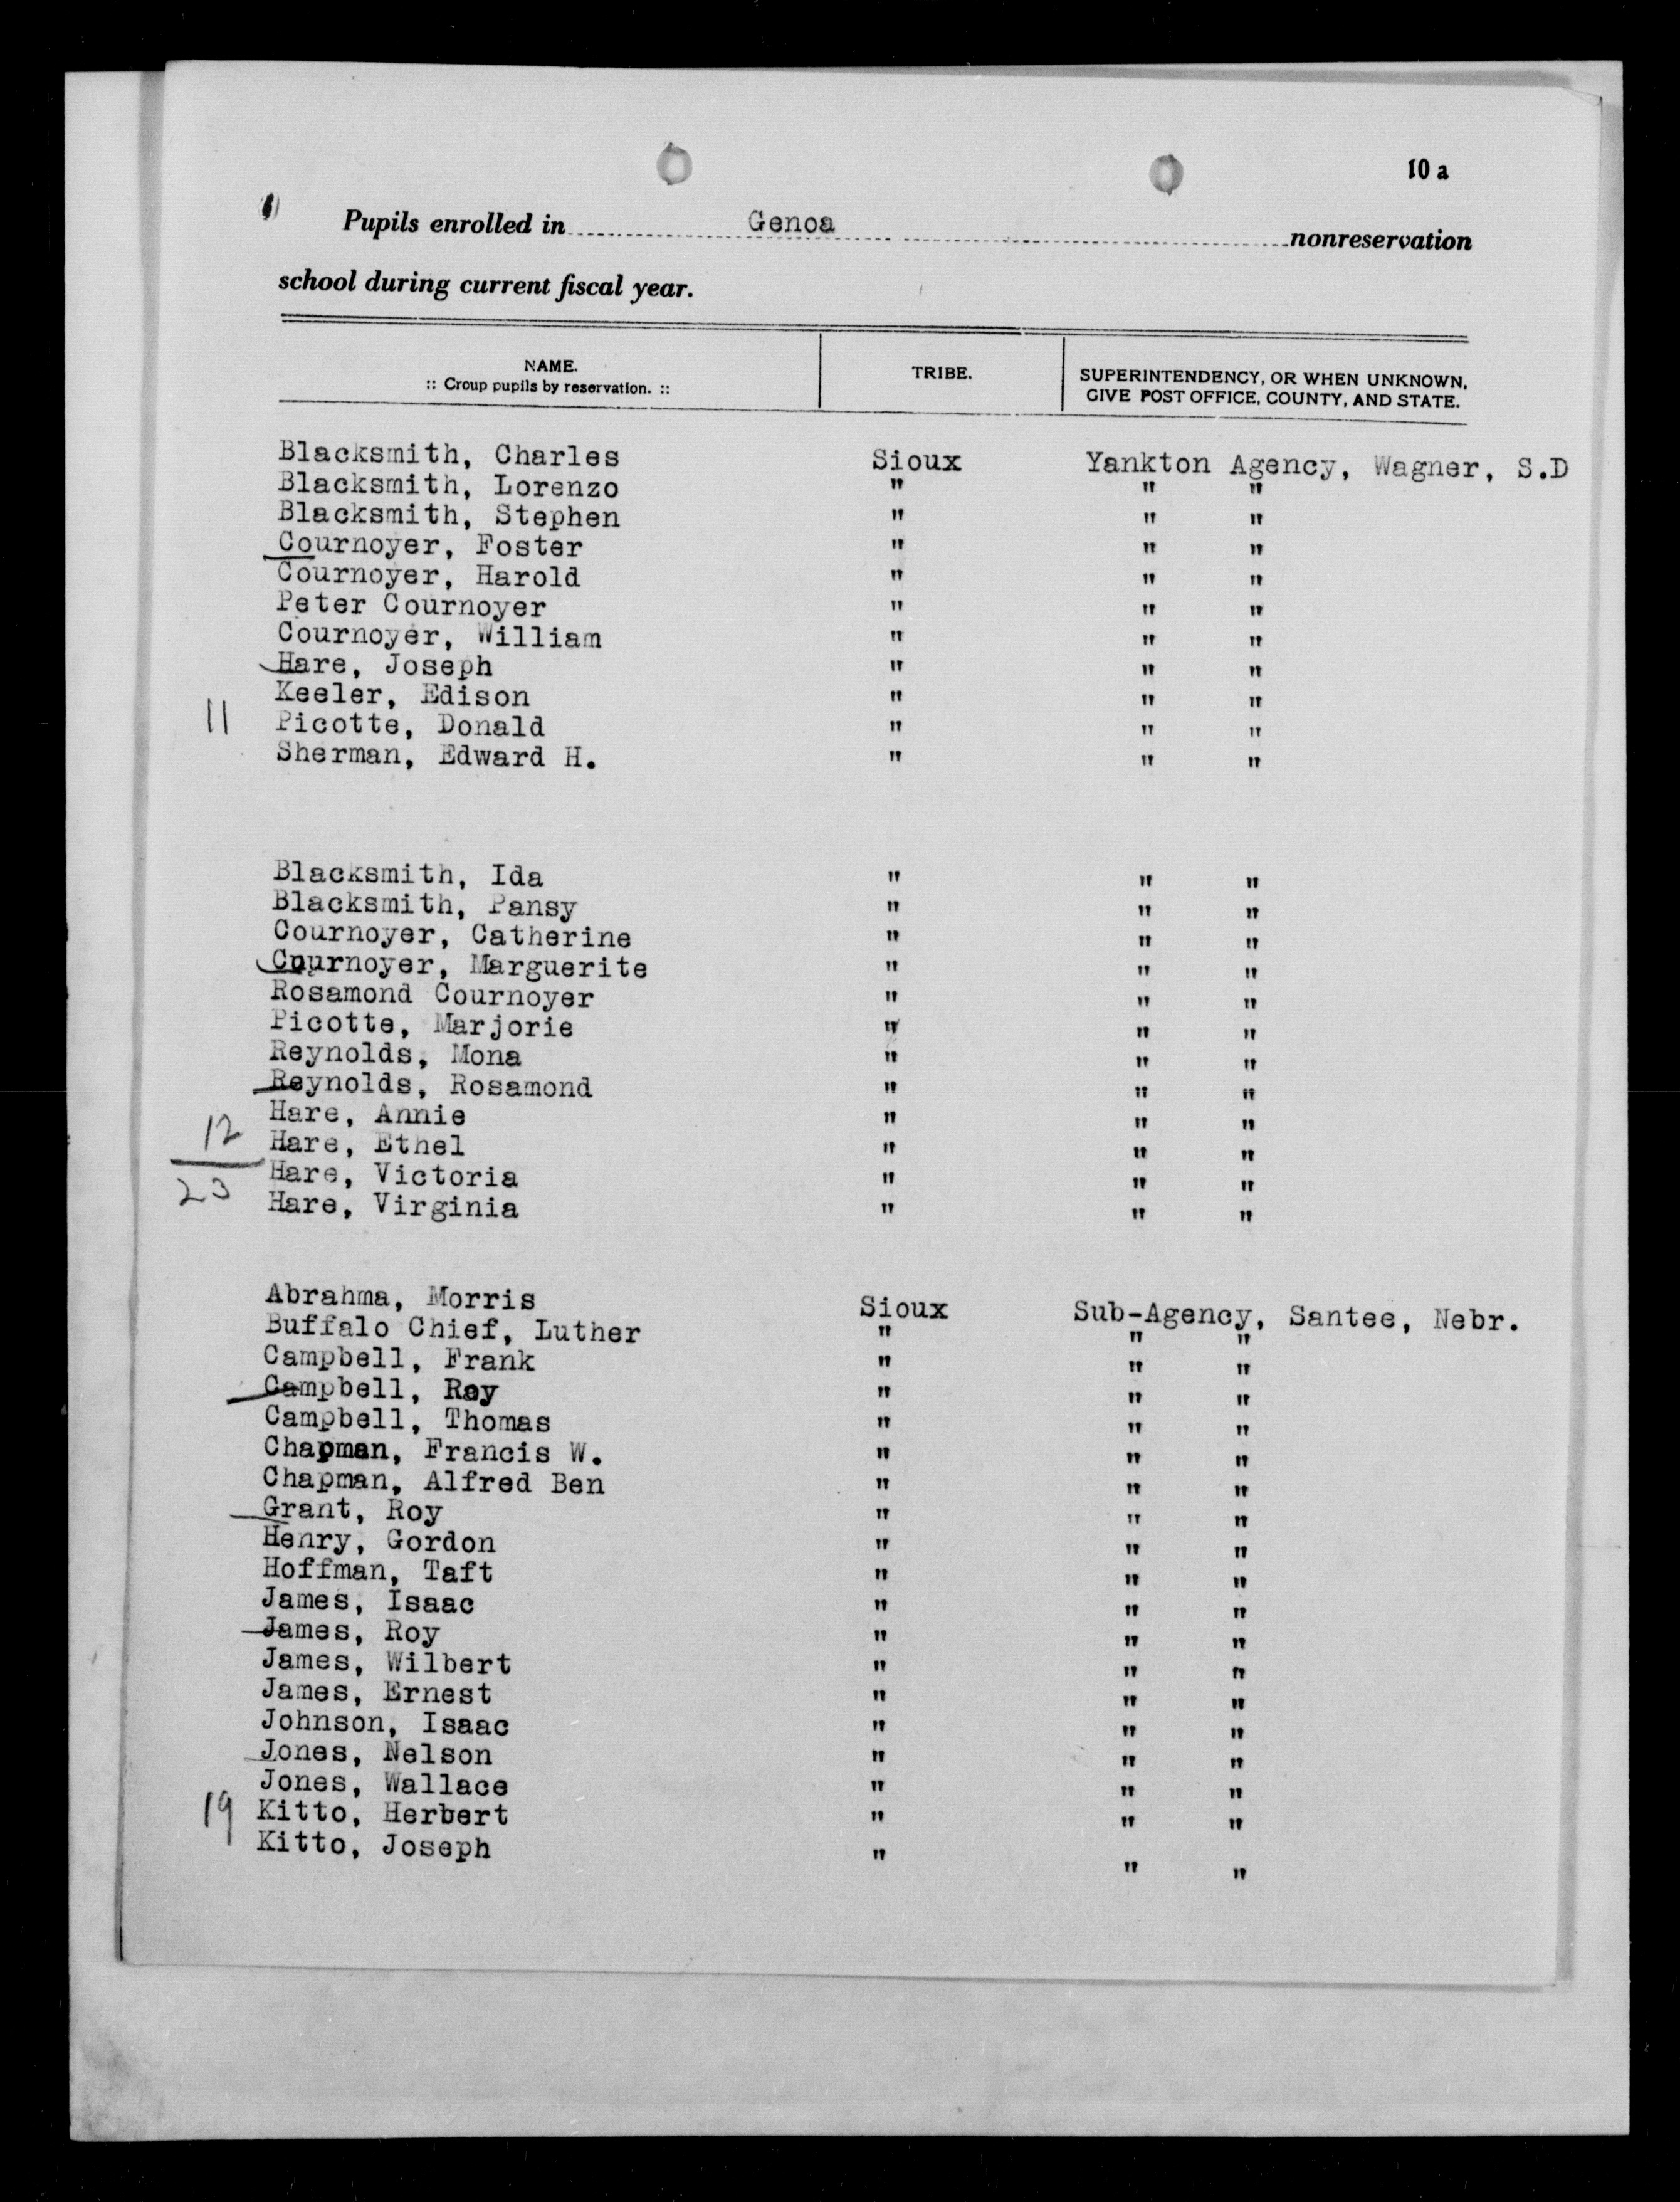 10 a
Pupils enrolled in Genoa nonreservation
school during current fiscal year.
NAME.
:: Group pupils by reservation. ::
TRIBE.
SUPERINTENDENCY, OR WHEN UNKNOWN,
GIVE POST OFFICE, COUNTY, AND STATE.
Blacksmith, Charles Sioux Yankton Agency, Wagner, S.D
Blacksmith, Lorenzo " " "
Blacksmith, Stephen " " "
Cournoyer, Foster " " "
Cournoyer, Harold " " "
Peter Cournoyer " " "
Cournoyer, William " " "
Hare, Joseph " " "
Keeler, Edison " " "
11 Picotte, Donald " " "
Sherman, Edward H. " " "
Blacksmith, Ida " " "
Blacksmith, Pansy " " "
Cournoyer, Catherine " " "
Cournoyer, Marguerite " " "
Rosamond Cournoyer " " "
Picotte, Marjorie " " "
Reynolds, Mona " " "
Reynolds, Rosamond " " "
Hare, Annie " " "
12 Hare, Ethel " " "
23 Hare, Victoria " " "
Hare, Virginia " " "
Abrahma, Morris Sioux Sub-Agency, Santee, Nebr.
Buffalo Chief, Luther " " "
Campbell, Frank " " "
Campbell, Ray " " "
Campbell, Thomas " " "
Chapman, Francis W. " " "
Chapman, Alfred Ben " " "
Grant, Roy " " "
Henry, Gordon " " "
Hoffman, Taft " " "
James, Isaac " " "
James, Roy " " "
James, Wilbert " " "
James, Ernest " " "
Johnson, Isaac " " "
Jones, Nelson " " "
Jones, Wallace " " "
19 Kitto, Herbert " " "
Kitto, Joseph " " "